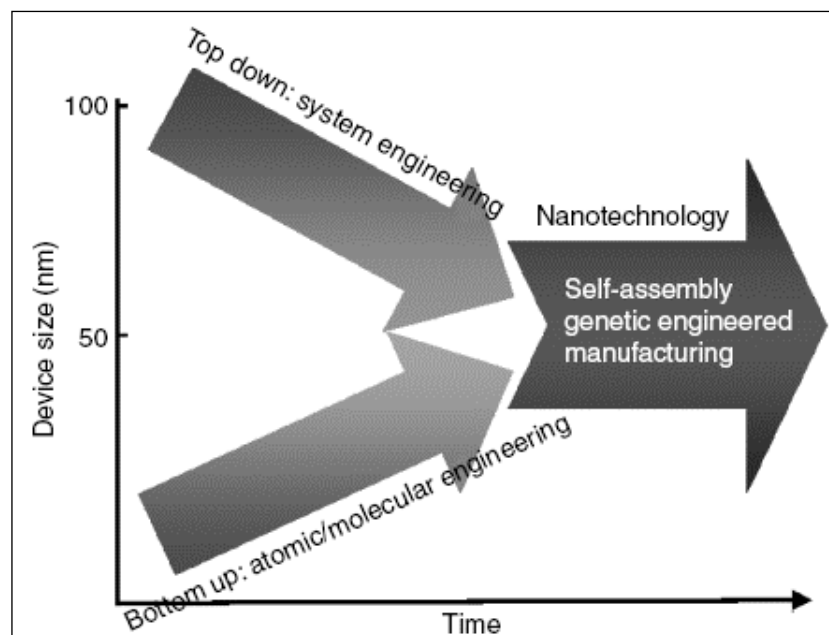 Top down: system engineering
100
Nanotechnology
Self-assembly
genetic engineered
manufacturing
50
Device size (nm)
Bottom up: atomic/molecular engineering
Time